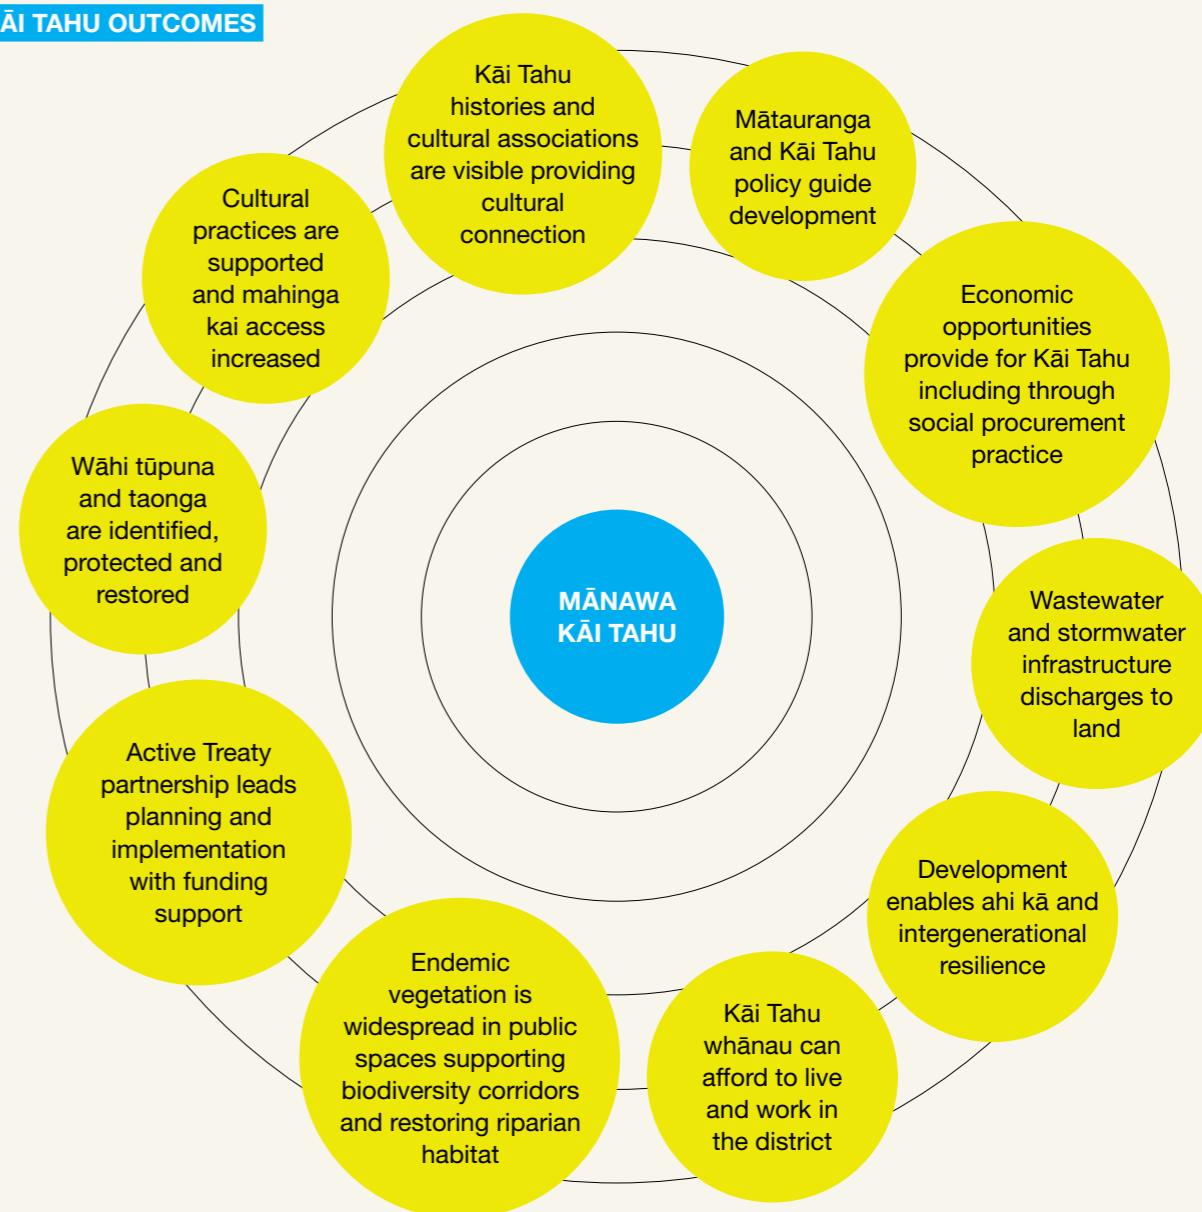 ĀI TAHU OUTCOMES
Kāi Tahu
histories and
cultural associations
are visible providing
cultural
connection
Mātauranga
and Kāi Tahu
policy guide
development
Economic
opportunities
provide for Kāi Tahu
including through
social procurement
practice
Wastewater
and stormwater
infrastructure
discharges to
land
Development
enables ahi kā and
intergenerational
resilience
Kāi Tahu
whānau can
afford to live
and work in
the district
Endemic
vegetation is
widespread in public
spaces supporting
biodiversity corridors
and restoring riparian
habitat
Active Treaty
partnership leads
planning and
implementation
with funding
support
Wāhi tūpuna
and taonga
are identified,
protected and
restored
Cultural
practices are
supported
and mahinga
kai access
increased
MĀNAWA
KĀI TAHU